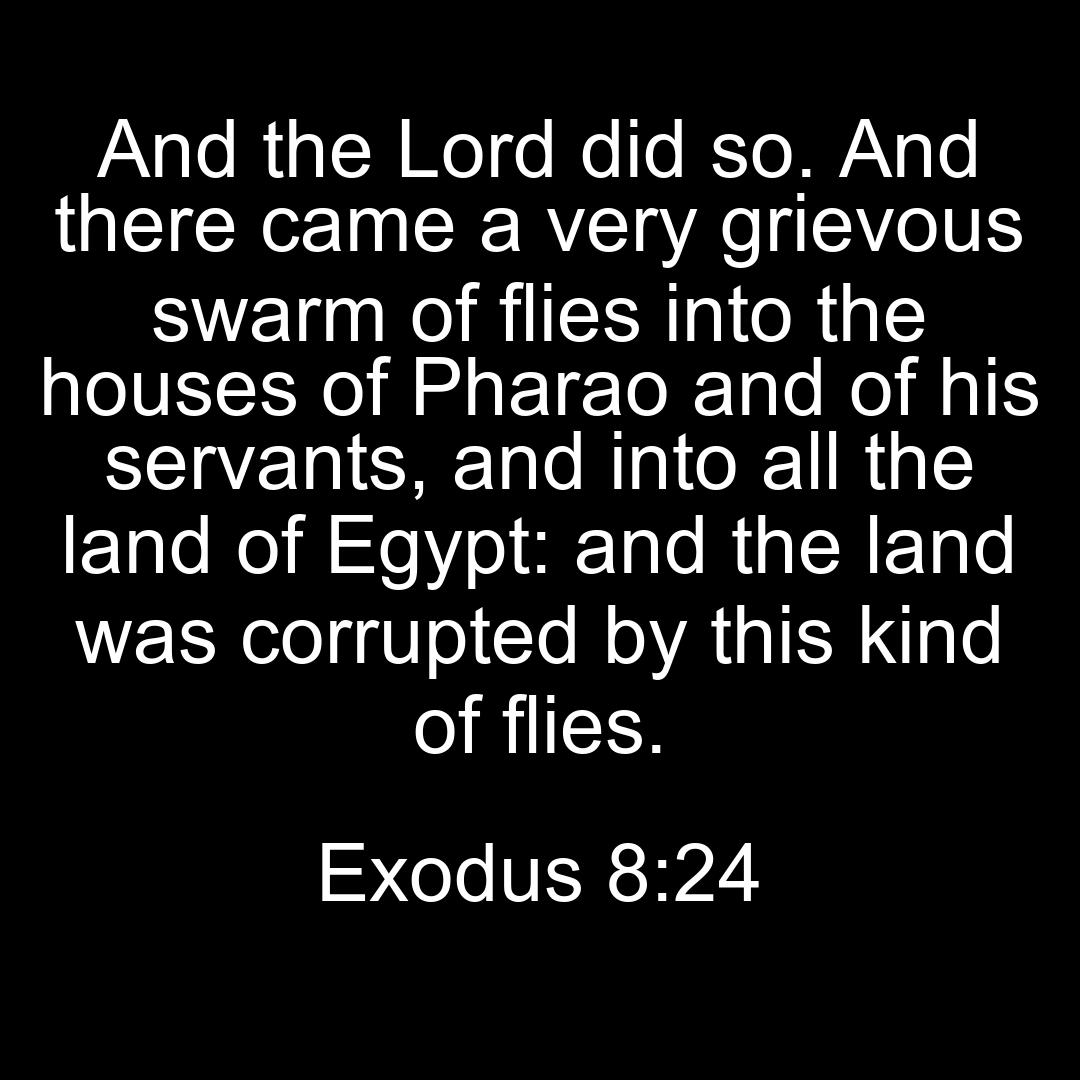 And the Lord did so. And
there came a very grievous
swarm of flies into the
houses of Pharao and of his
servants, and into all the
land of Egypt: and the land
was corrupted by this kind
of flies.
Exodus 8:24